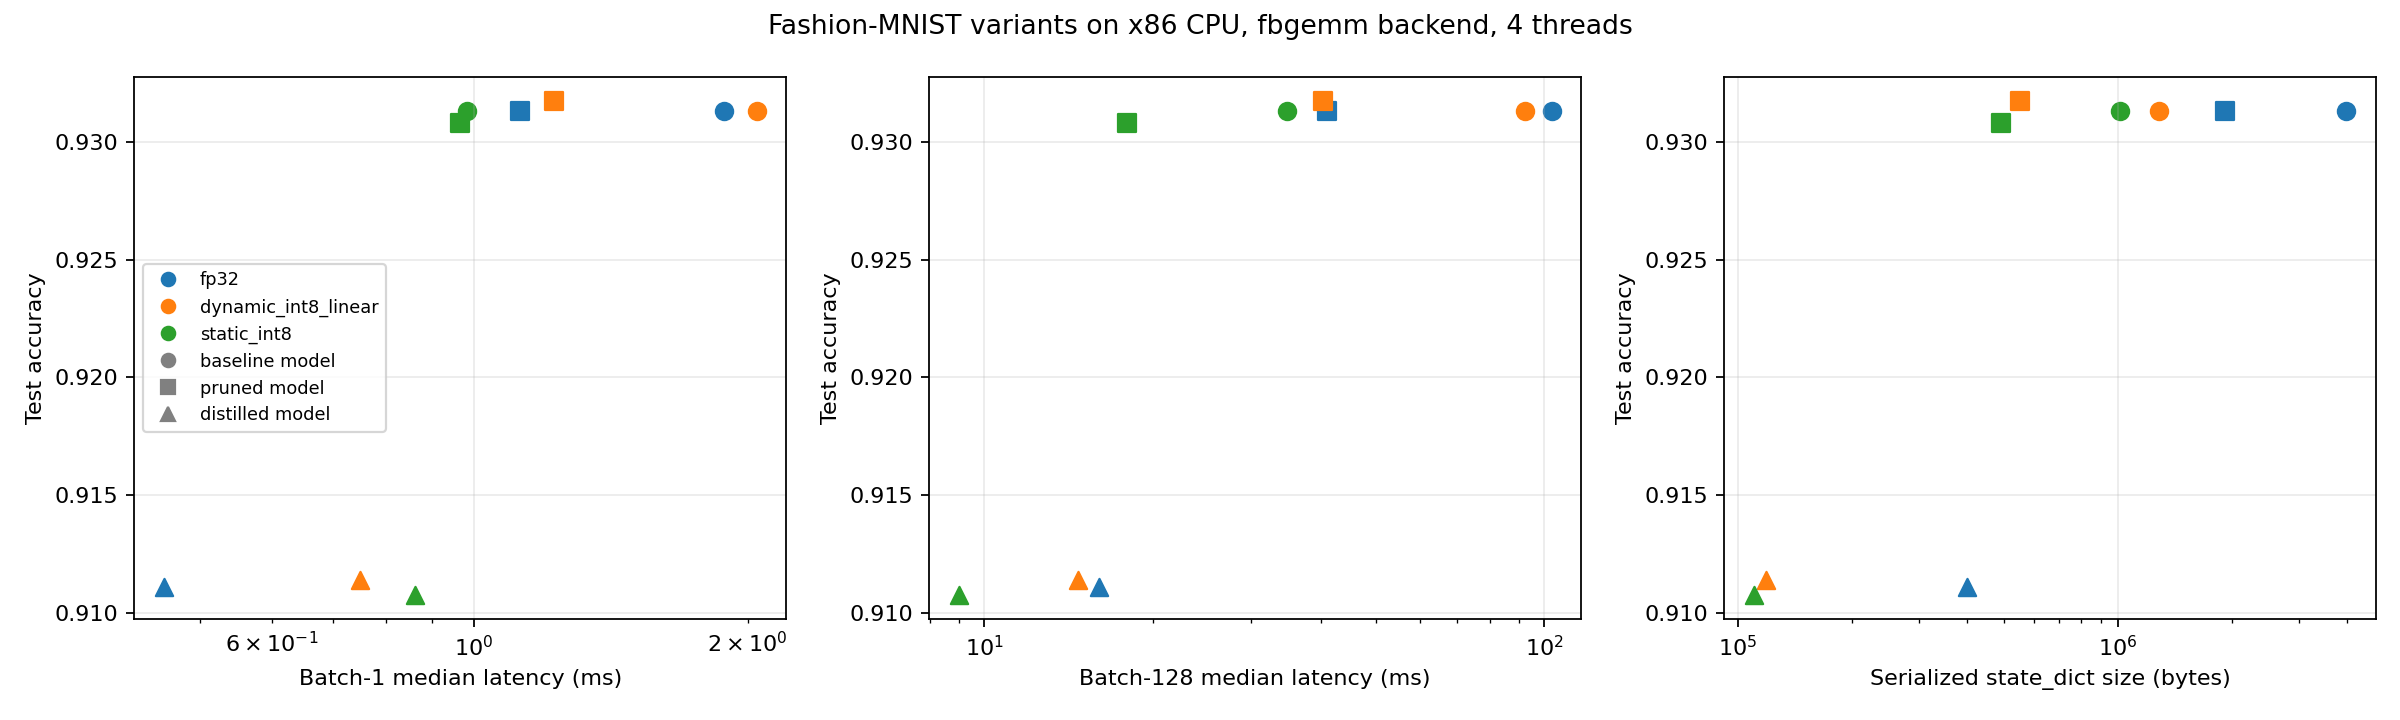 Fashion-MNIST variants on x86 CPU, fbgemm backend, 4 threads
Test accuracy
0.930
0.925
0.920
0.915
0.910
fp32
dynamic_int8_linear
static_int8
baseline model
pruned model
distilled model
6 × 10⁻¹
10⁰
2 × 10⁰
Batch-1 median latency (ms)
Test accuracy
0.930
0.925
0.920
0.915
0.910
10¹
10²
Batch-128 median latency (ms)
Test accuracy
0.930
0.925
0.920
0.915
0.910
10⁵
10⁶
Serialized state_dict size (bytes)